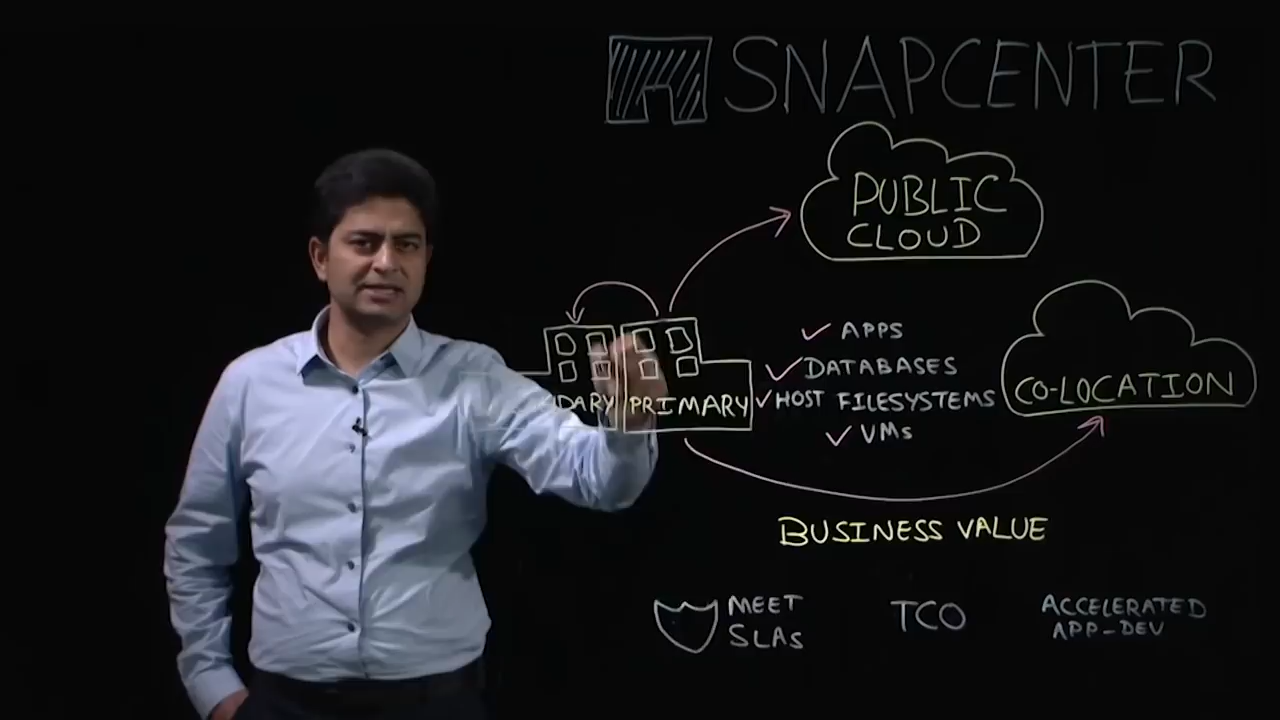 SNAPCENTER
PUBLIC
CLOUD
PRIMARY
✓ APPS
✓ DATABASES
✓ HOST FILESYSTEMS
✓ VMs
CO-LOCATION
BUSINESS VALUE
MEET
SLAs
TCO
ACCELERATED
APP-DEV